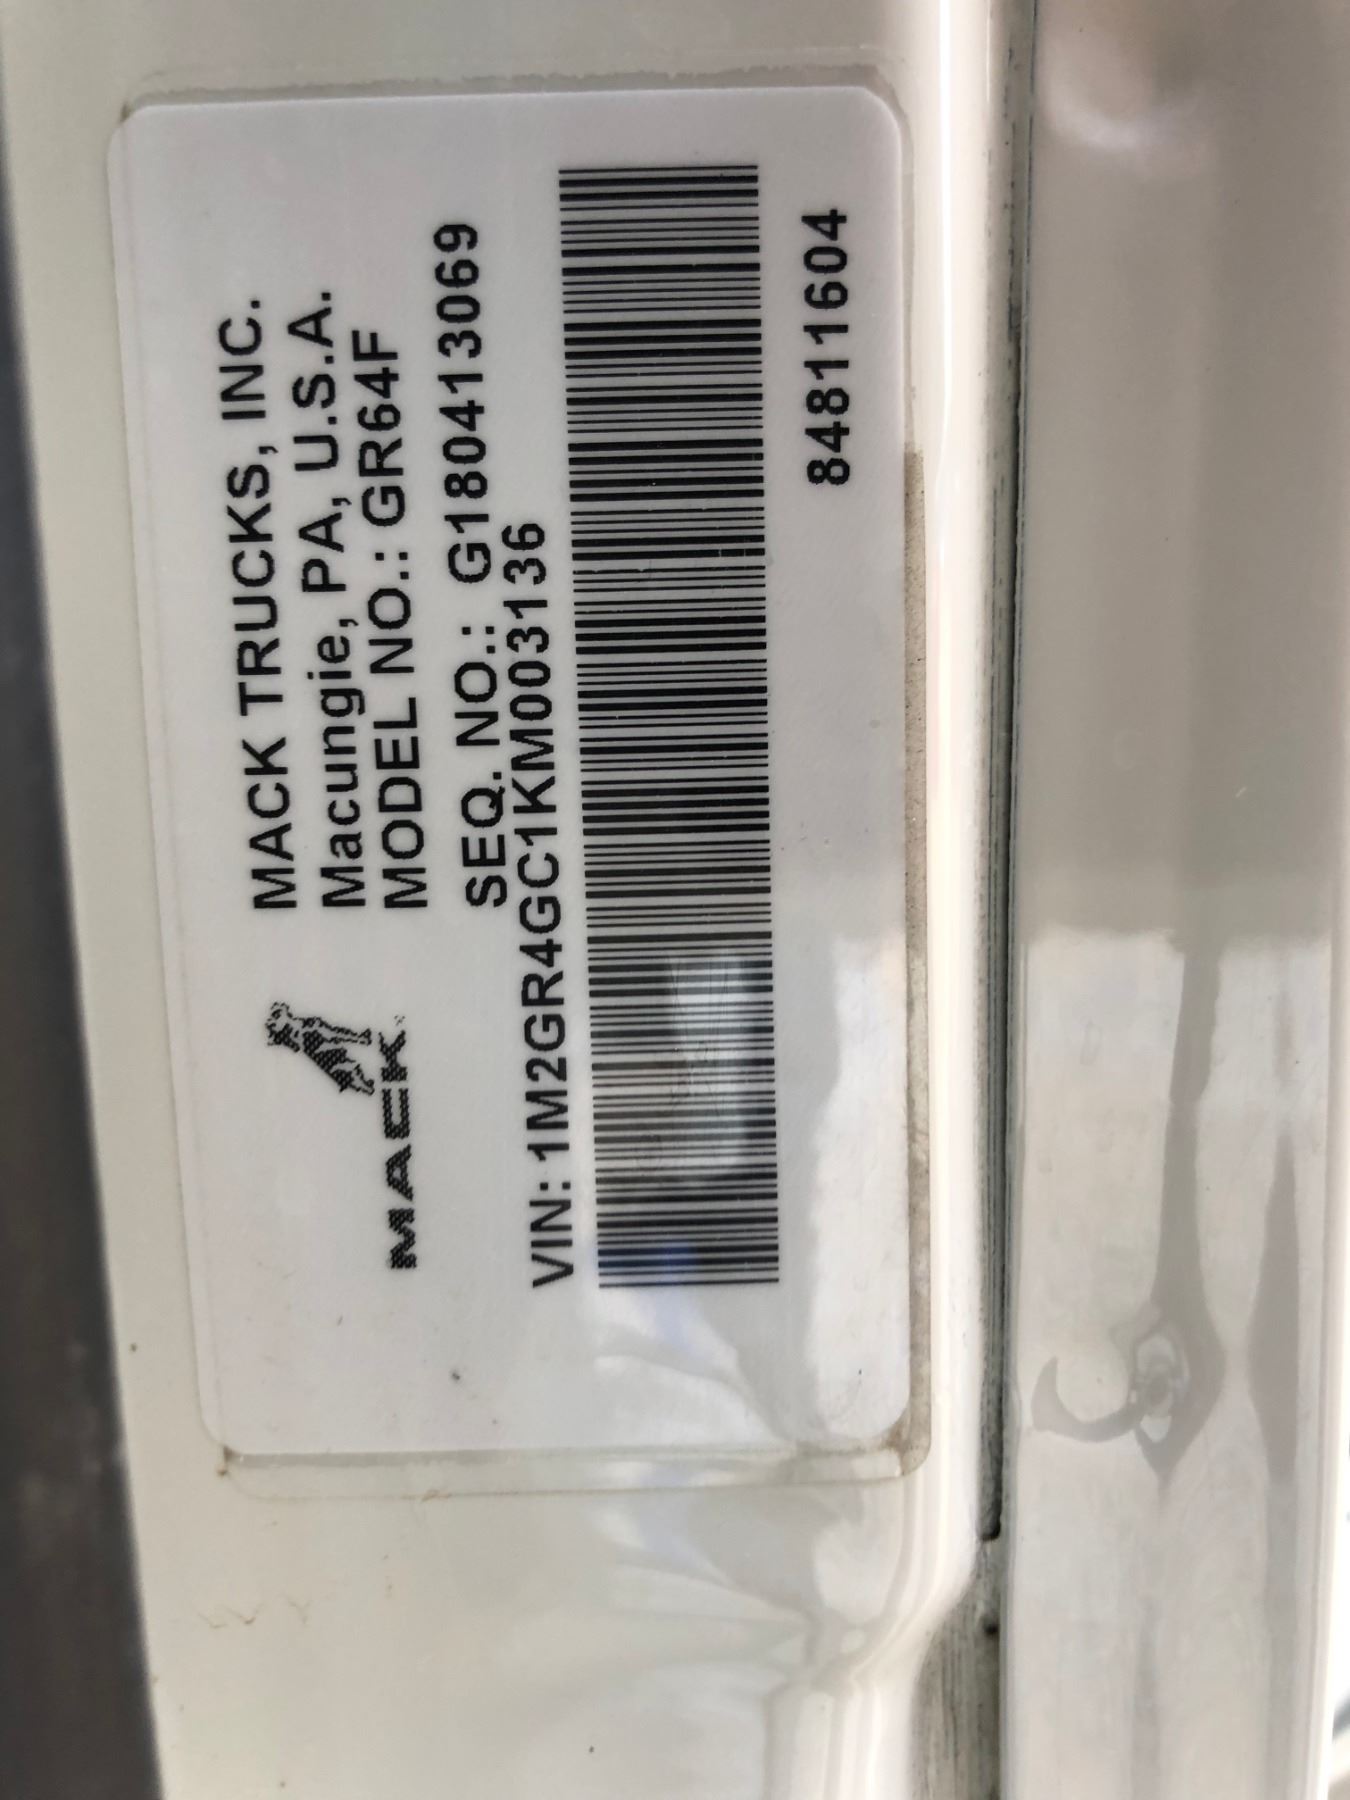 MACK TRUCKS, INC.
Macungie, PA, U.S.A.
MODEL NO.: GR64F
MACK
SEQ. NO.: G180413069
VIN: 1M2GR4GC1KM003136
84811604